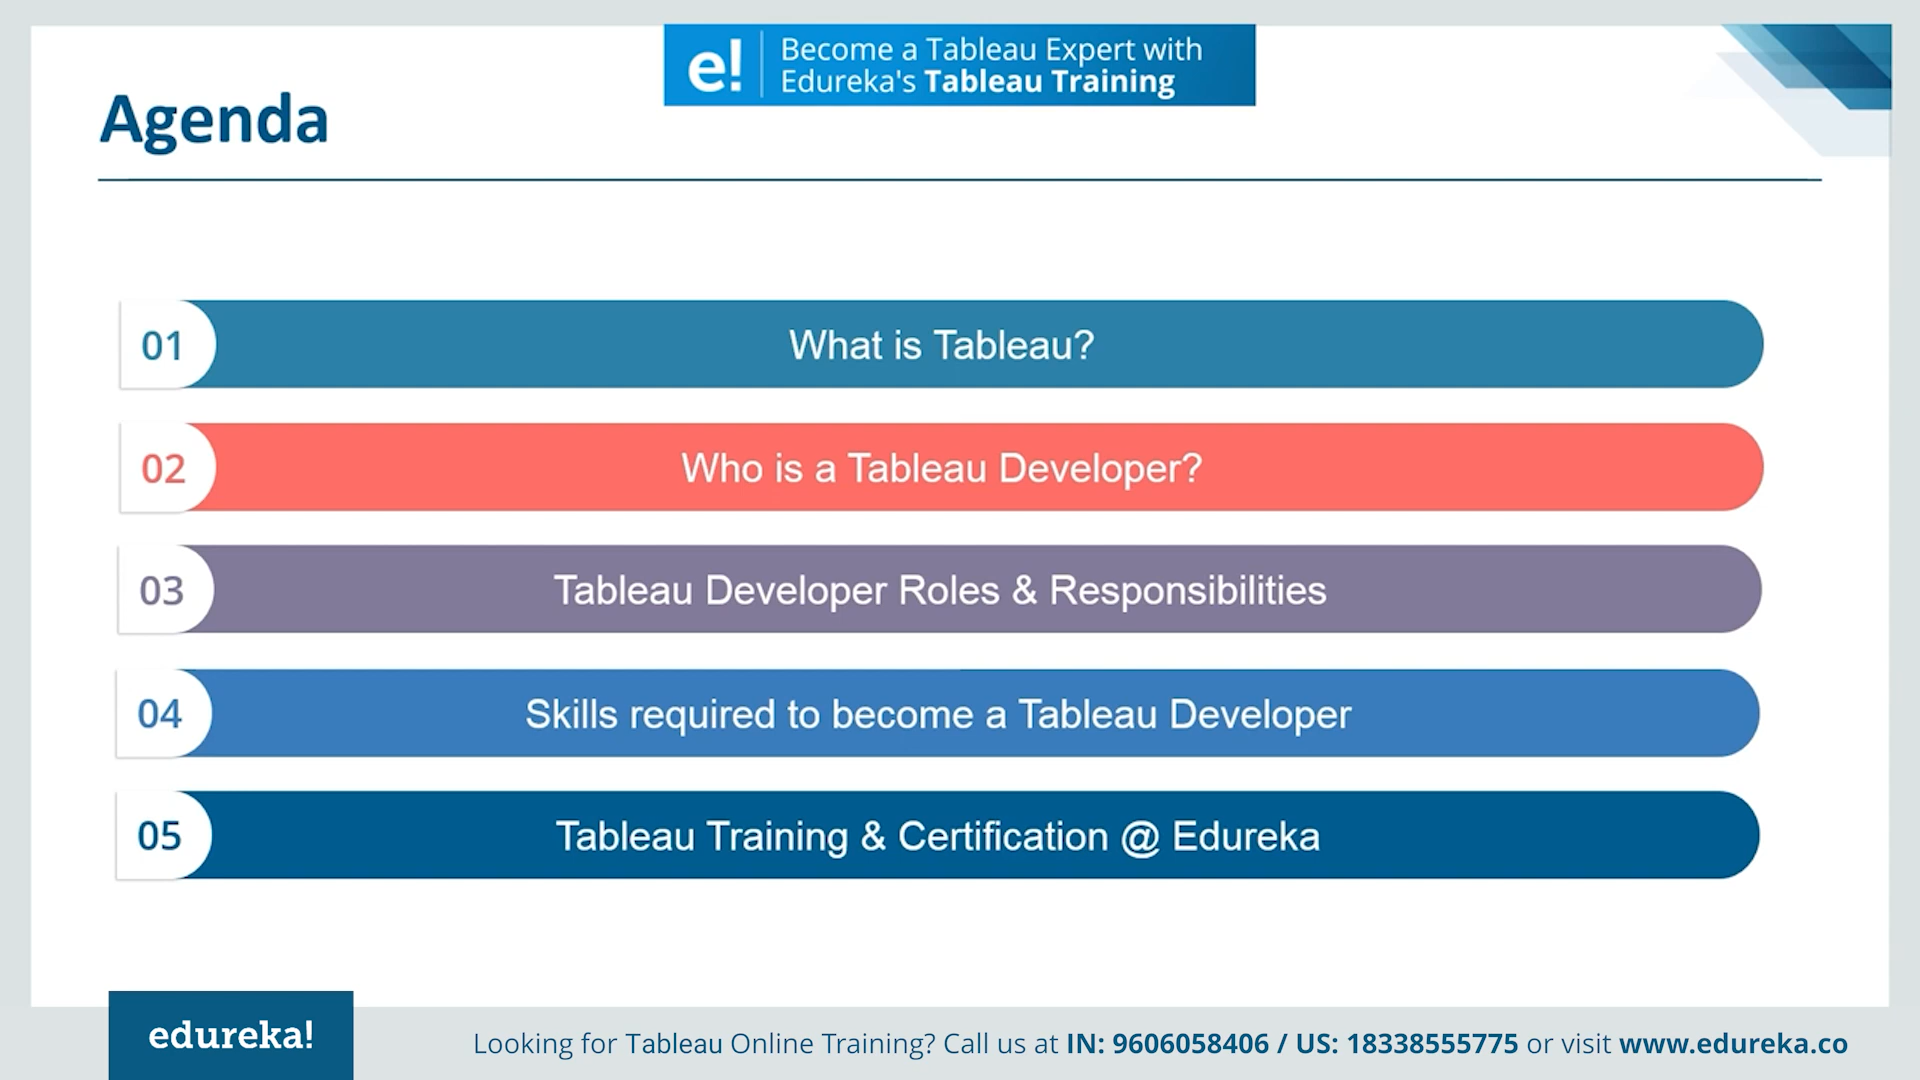 e! Become a Tableau Expert with
Edureka's Tableau Training
Agenda
01 What is Tableau?
02 Who is a Tableau Developer?
03 Tableau Developer Roles & Responsibilities
04 Skills required to become a Tableau Developer
05 Tableau Training & Certification @ Edureka
edureka!
Looking for Tableau Online Training? Call us at IN: 9606058406 / US: 18338555775 or visit www.edureka.co